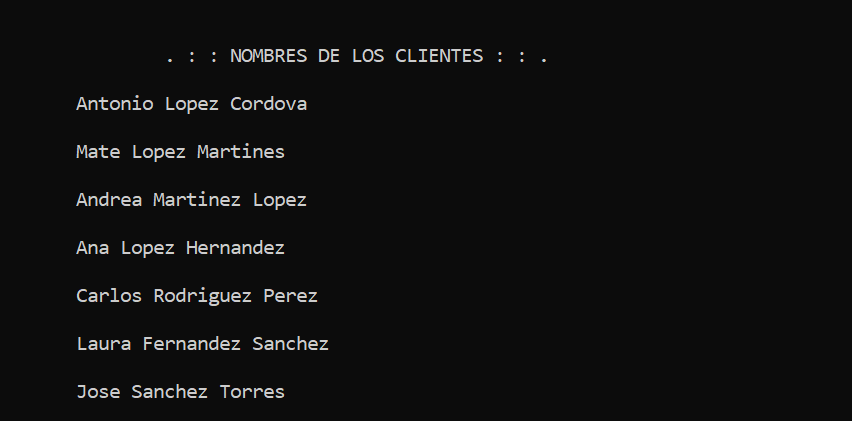 . : : NOMBRES DE LOS CLIENTES : : .
Antonio Lopez Cordova
Mate Lopez Martines
Andrea Martinez Lopez
Ana Lopez Hernandez
Carlos Rodriguez Perez
Laura Fernandez Sanchez
Jose Sanchez Torres